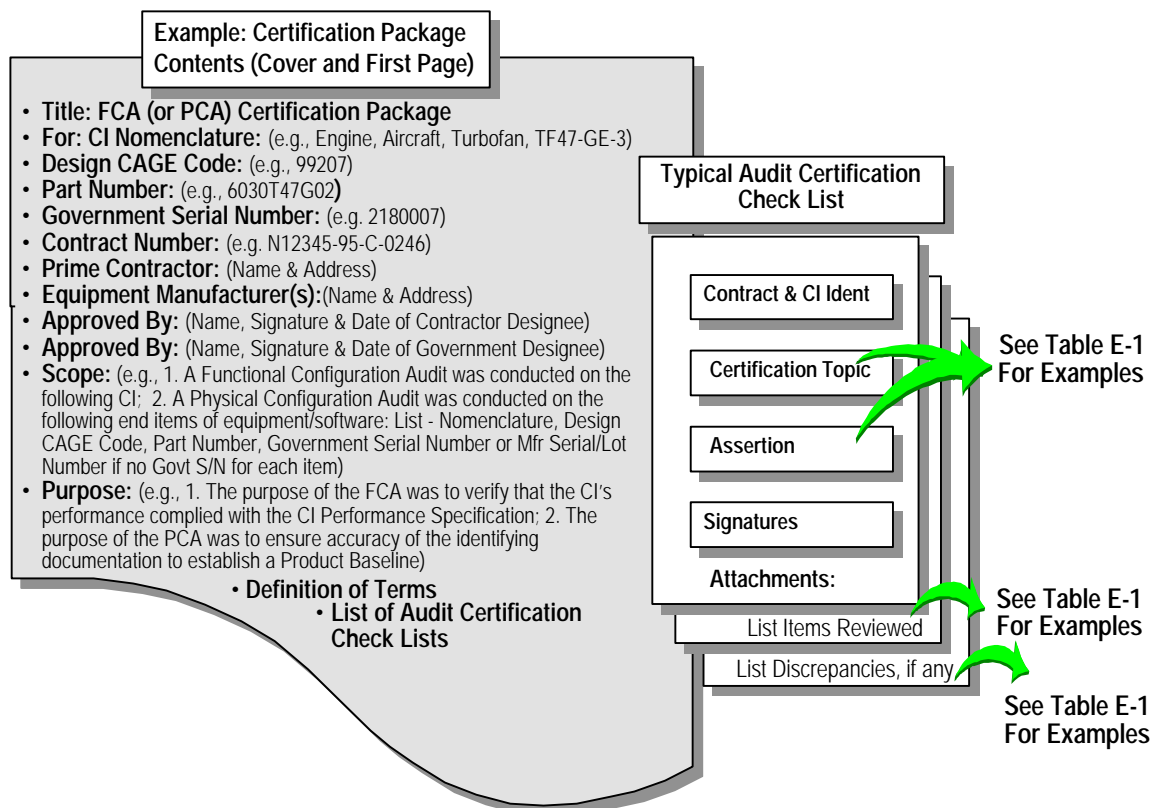 Example: Certification Package
Contents (Cover and First Page)
• Title: FCA (or PCA) Certification Package
• For: CI Nomenclature: (e.g., Engine, Aircraft, Turbofan, TF47-GE-3)
• Design CAGE Code: (e.g., 99207)
• Part Number: (e.g., 6030T47G02)
• Government Serial Number: (e.g. 2180007)
• Contract Number: (e.g. N12345-95-C-0246)
• Prime Contractor: (Name & Address)
• Equipment Manufacturer(s):(Name & Address)
• Approved By: (Name, Signature & Date of Contractor Designee)
• Approved By: (Name, Signature & Date of Government Designee)
• Scope: (e.g., 1. A Functional Configuration Audit was conducted on the
following CI; 2. A Physical Configuration Audit was conducted on the
following end items of equipment/software: List - Nomenclature, Design
CAGE Code, Part Number, Government Serial Number or Mfr Serial/Lot
Number if no Govt S/N for each item)
• Purpose: (e.g., 1. The purpose of the FCA was to verify that the CI's
performance complied with the CI Performance Specification; 2. The
purpose of the PCA was to ensure accuracy of the identifying
documentation to establish a Product Baseline)
• Definition of Terms
• List of Audit Certification
Check Lists
Typical Audit Certification
Check List
Contract & CI Ident
Certification Topic
Assertion
Signatures
Attachments:
List Items Reviewed
List Discrepancies, if any
See Table E-1
For Examples
See Table E-1
For Examples
See Table E-1
For Examples